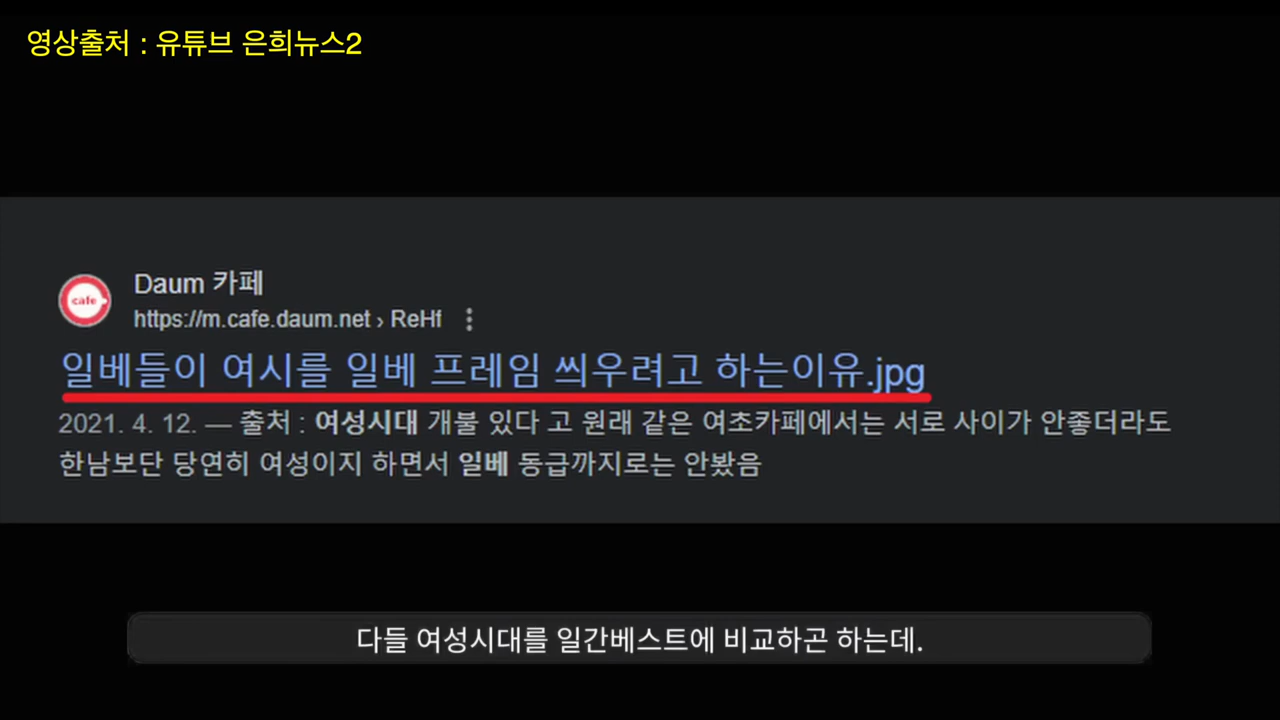 영상출처 : 유튜브 은희뉴스2
Daum 카페
cafe
https://m.cafe.daum.net › ReHf
일베들이 여시를 일베 프레임 씌우려고 하는이유.jpg
2021. 4. 12. — 출처 : 여성시대 개불 있다 고 원래 같은 여초카페에서는 서로 사이가 안좋더라도
한남보단 당연히 여성이지 하면서 일베 동급까지로는 안봤음
다들 여성시대를 일간베스트에 비교하곤 하는데.